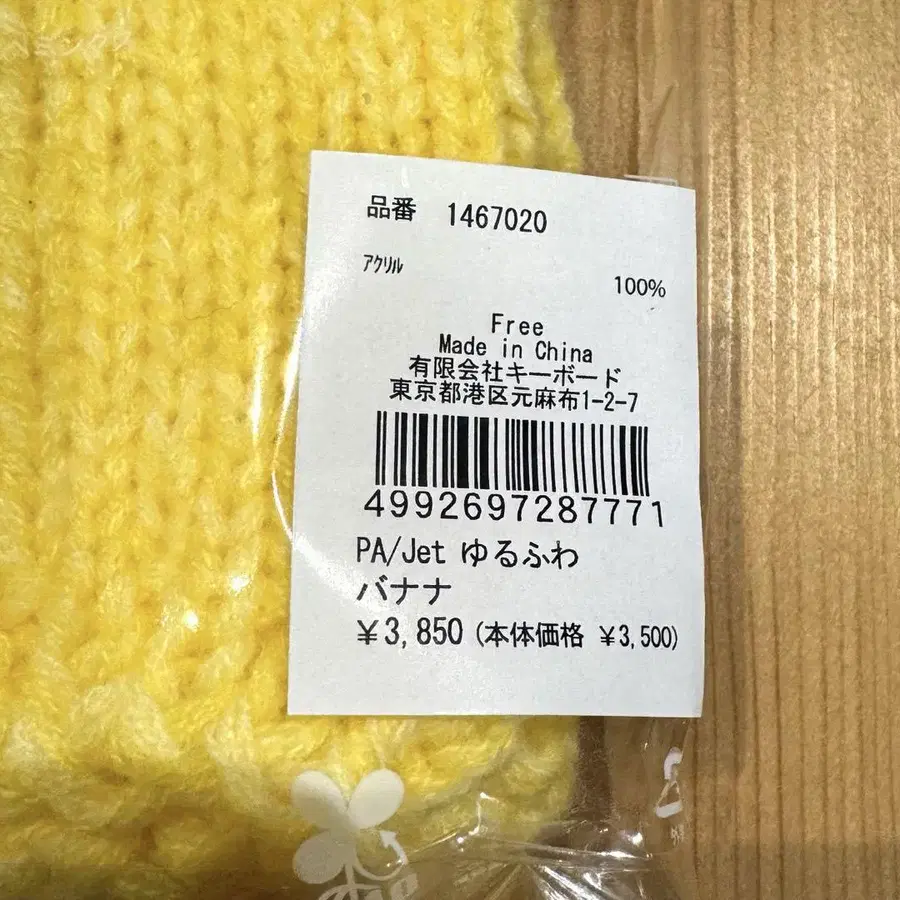 品番 1467020
ｱｸﾘﾙ
100%
Free
Made in China
有限会社キーボード
東京都港区元麻布1-2-7
4992697287771
PA/Jet ゆるふわ
バナナ
￥3,850 (本体価格 ￥3,500)